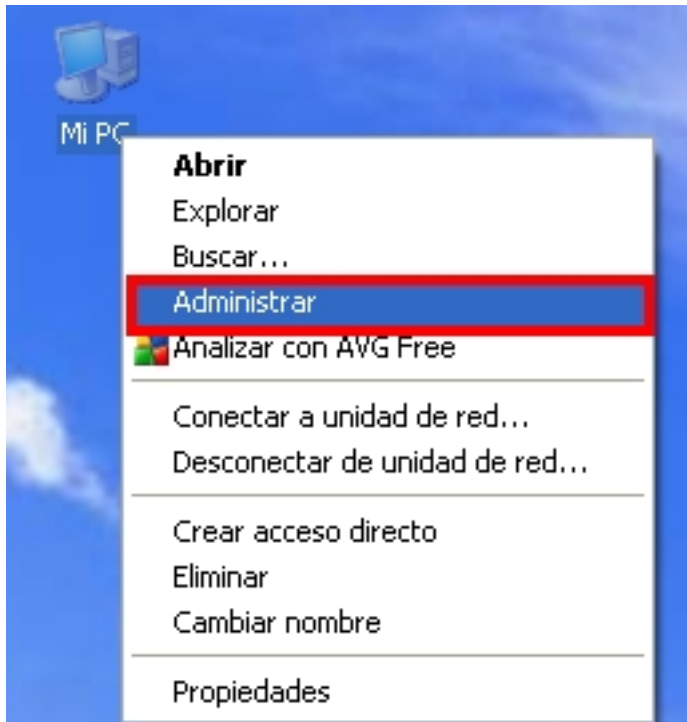 Mi PC
Abrir
Explorar
Buscar...
Administrar
Analizar con AVG Free
Conectar a unidad de red...
Desconectar de unidad de red...
Crear acceso directo
Eliminar
Cambiar nombre
Propiedades